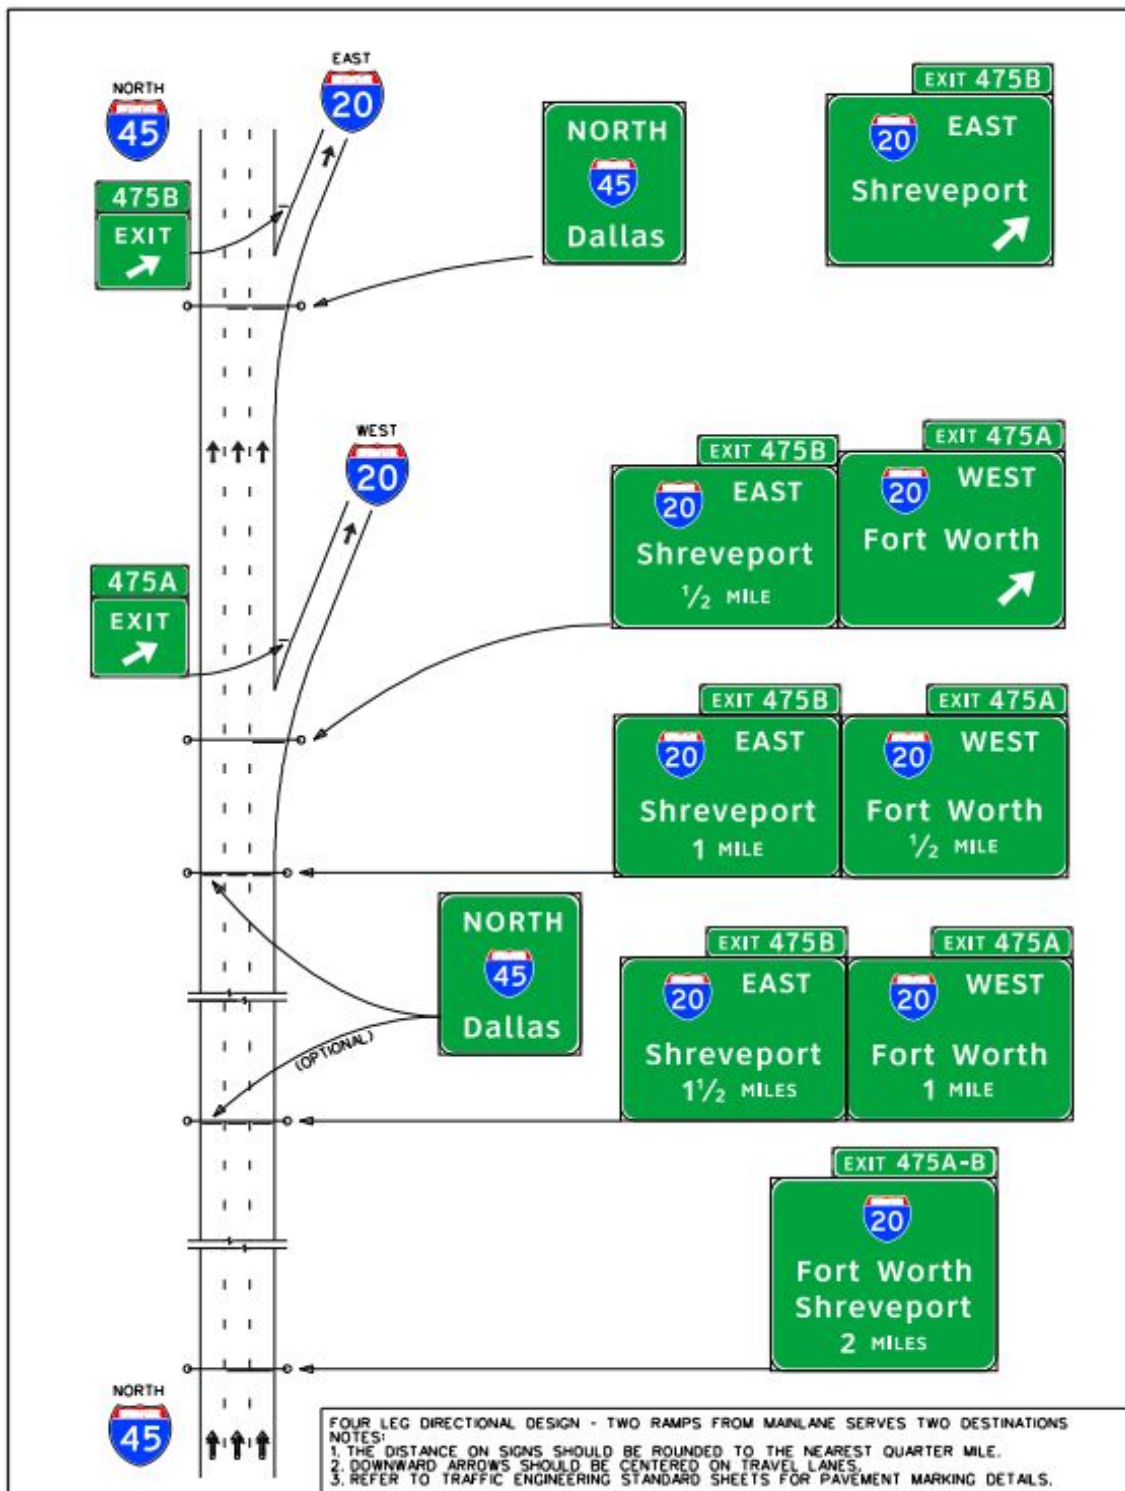 EAST
20
NORTH
45
475B
EXIT
NORTH
45
Dallas
EXIT 475B
20 EAST
Shreveport
WEST
20
475A
EXIT
EXIT 475B
20 EAST
Shreveport
1/2 MILE
EXIT 475A
20 WEST
Fort Worth
EXIT 475B
20 EAST
Shreveport
1 MILE
EXIT 475A
20 WEST
Fort Worth
1/2 MILE
NORTH
45
Dallas
(OPTIONAL)
EXIT 475B
20 EAST
Shreveport
1 1/2 MILES
EXIT 475A
20 WEST
Fort Worth
1 MILE
EXIT 475A-B
20
Fort Worth
Shreveport
2 MILES
NORTH
45
FOUR LEG DIRECTIONAL DESIGN - TWO RAMPS FROM MAINLANE SERVES TWO DESTINATIONS
NOTES:
1. THE DISTANCE ON SIGNS SHOULD BE ROUNDED TO THE NEAREST QUARTER MILE.
2. DOWNWARD ARROWS SHOULD BE CENTERED ON TRAVEL LANES.
3. REFER TO TRAFFIC ENGINEERING STANDARD SHEETS FOR PAVEMENT MARKING DETAILS.